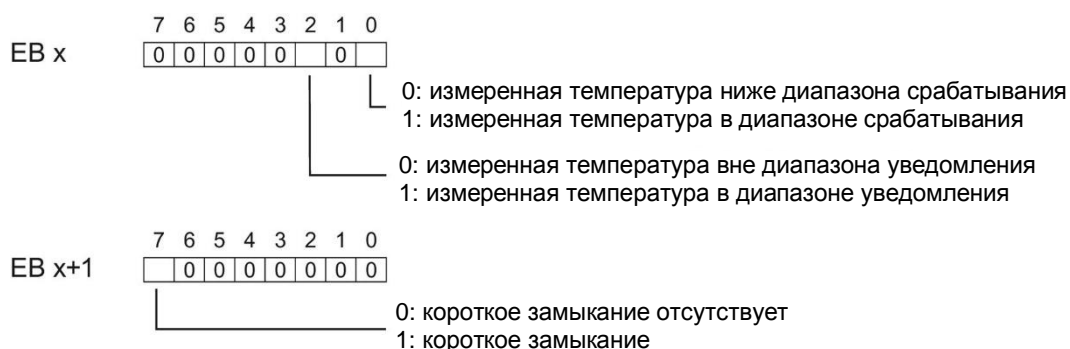 7 6 5 4 3 2 1 0
EB x 0 0 0 0 0 0
0: измеренная температура ниже диапазона срабатывания
1: измеренная температура в диапазоне срабатывания
0: измеренная температура вне диапазона уведомления
1: измеренная температура в диапазоне уведомления
7 6 5 4 3 2 1 0
EB x+1 0 0 0 0 0 0 0
0: короткое замыкание отсутствует
1: короткое замыкание